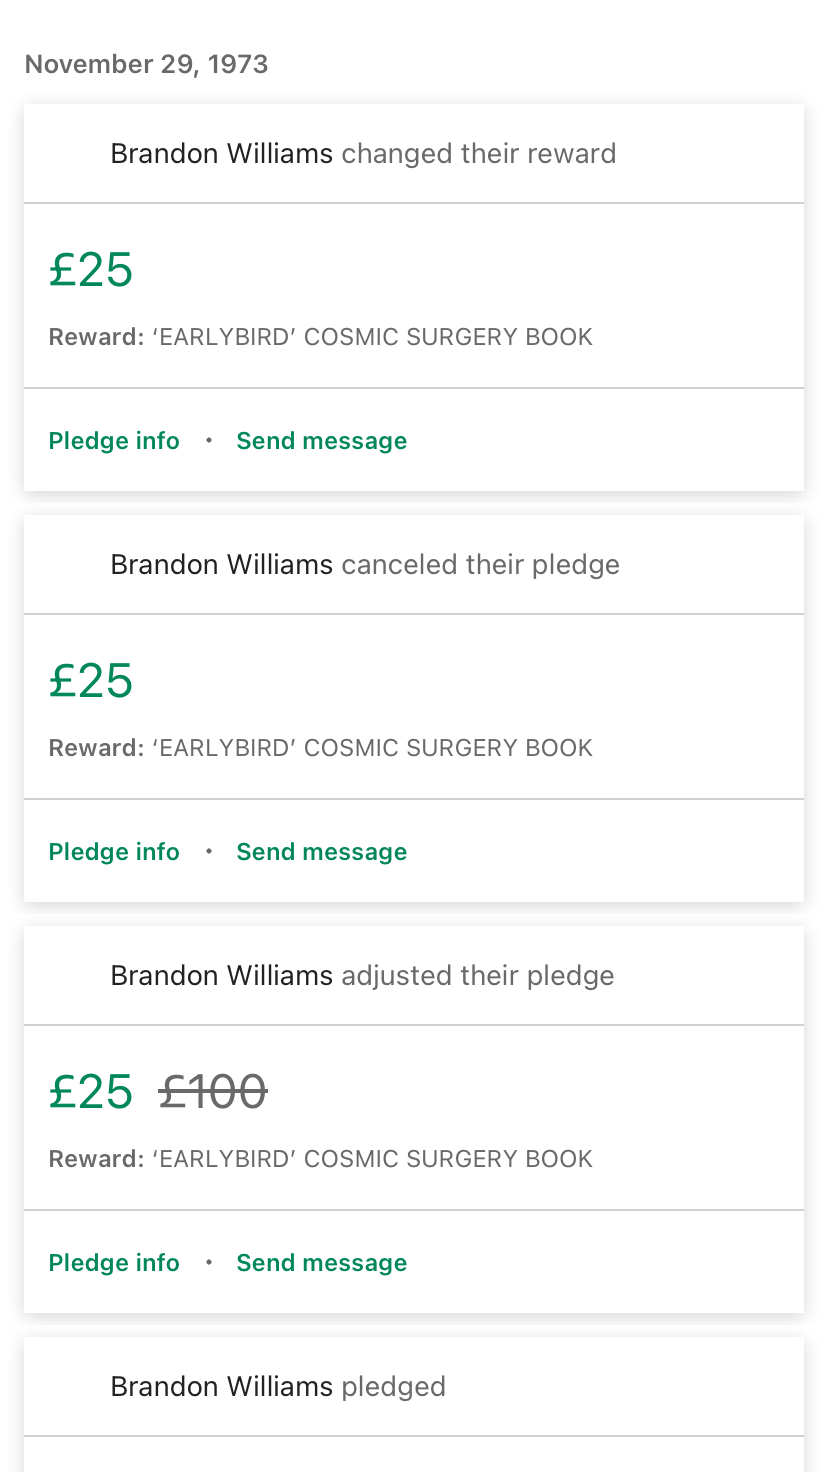 November 29, 1973
Brandon Williams changed their reward
£25
Reward: ‘EARLYBIRD’ COSMIC SURGERY BOOK
Pledge info • Send message
Brandon Williams canceled their pledge
£25
Reward: ‘EARLYBIRD’ COSMIC SURGERY BOOK
Pledge info • Send message
Brandon Williams adjusted their pledge
£25 £100
Reward: ‘EARLYBIRD’ COSMIC SURGERY BOOK
Pledge info • Send message
Brandon Williams pledged